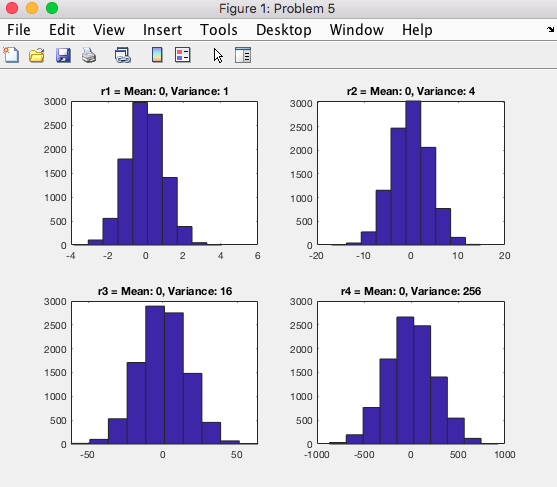 Figure 1: Problem 5
File Edit View Insert Tools Desktop Window Help
r1 = Mean: 0, Variance: 1
3000
2500
2000
1500
1000
500
0
-4 -2 0 2 4 6
r2 = Mean: 0, Variance: 4
3000
2500
2000
1500
1000
500
0
-20 -10 0 10 20
r3 = Mean: 0, Variance: 16
3000
2500
2000
1500
1000
500
0
-50 0 50
r4 = Mean: 0, Variance: 256
3000
2500
2000
1500
1000
500
0
-1000 -500 0 500 1000